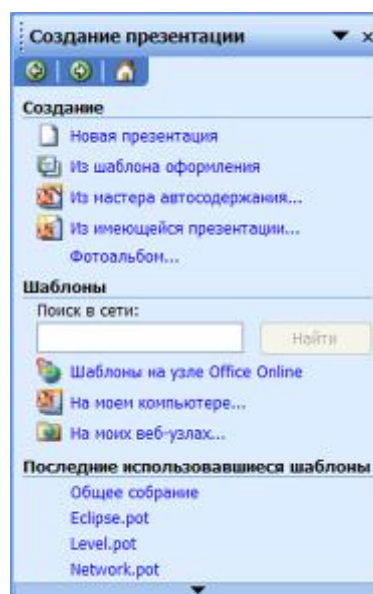 Создание презентации
Создание
Новая презентация
Из шаблона оформления
Из мастера автосодержания...
Из имеющейся презентации...
Фотоальбом...
Шаблоны
Поиск в сети:
Найти
Шаблоны на узле Office Online
На моем компьютере...
На моих веб-узлах...
Последние использовавшиеся шаблоны
Общее собрание
Eclipse.pot
Level.pot
Network.pot